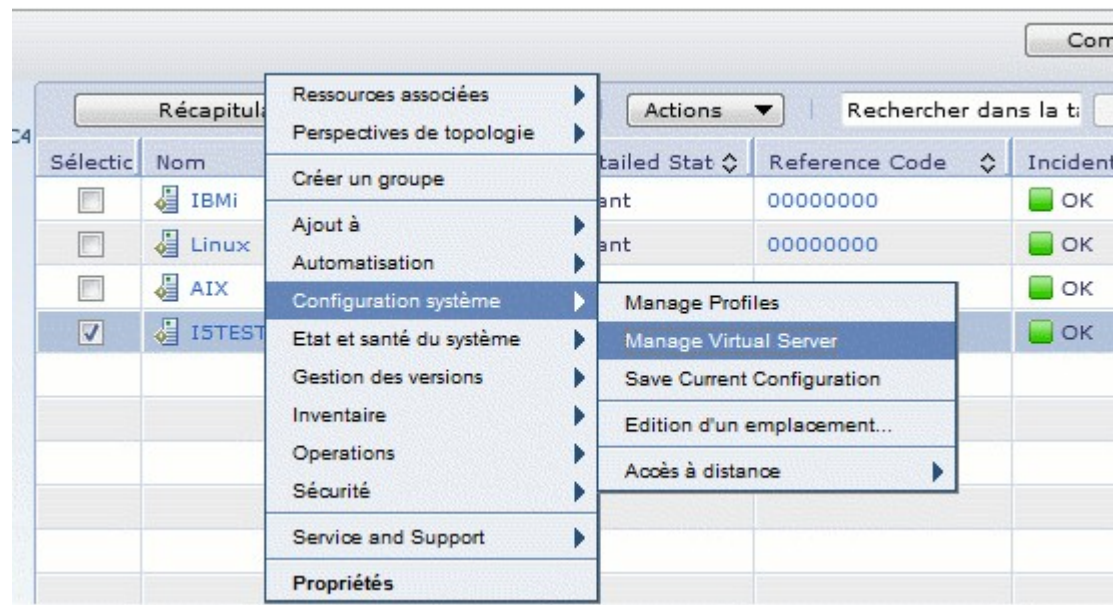 Com
C4
Récapitula
Actions
Rechercher dans la ta
Sélectic Nom tailed Stat Reference Code Incident
IBMi ant 00000000 OK
Linux ant 00000000 OK
AIX OK
I5TEST OK
Ressources associées
Perspectives de topologie
Créer un groupe
Ajout à
Automatisation
Configuration système
Etat et santé du système
Gestion des versions
Inventaire
Operations
Sécurité
Service and Support
Propriétés
Manage Profiles
Manage Virtual Server
Save Current Configuration
Edition d'un emplacement...
Accès à distance